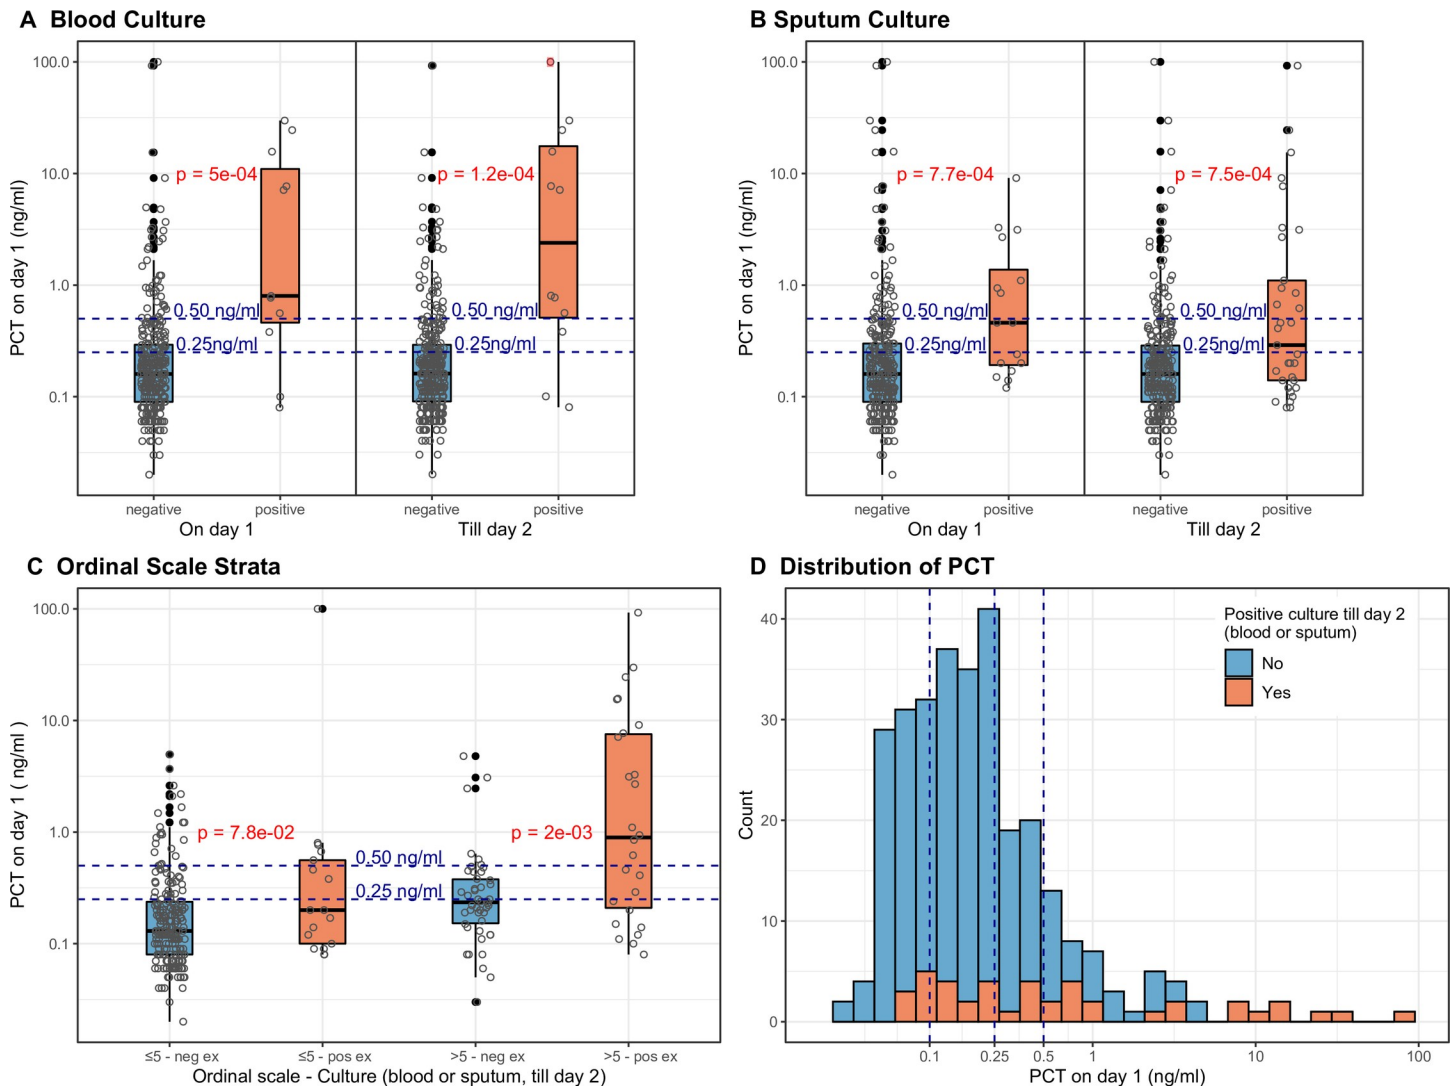 A Blood Culture
100.0
10.0
1.0
0.1
PCT on day 1 (ng/ml)
p = 5e-04
p = 1.2e-04
0.50 ng/ml
0.50 ng/ml
0.25ng/ml
0.25ng/ml
negative
positive
negative
positive
On day 1
Till day 2
B Sputum Culture
100.0
10.0
1.0
0.1
PCT on day 1 (ng/ml)
p = 7.7e-04
p = 7.5e-04
0.50 ng/ml
0.50 ng/ml
0.25ng/ml
0.25ng/ml
negative
positive
negative
positive
On day 1
Till day 2
C Ordinal Scale Strata
100.0
10.0
1.0
0.1
PCT on day 1 ( ng/ml )
p = 7.8e-02
p = 2e-03
0.50 ng/ml
0.25 ng/ml
≤5 - neg ex
≤5 - pos ex
>5 - neg ex
>5 - pos ex
Ordinal scale - Culture (blood or sputum, till day 2)
D Distribution of PCT
40
30
20
10
0
Count
Positive culture till day 2
(blood or sputum)
No
Yes
0.1
0.25
0.5
1
10
100
PCT on day 1 (ng/ml)